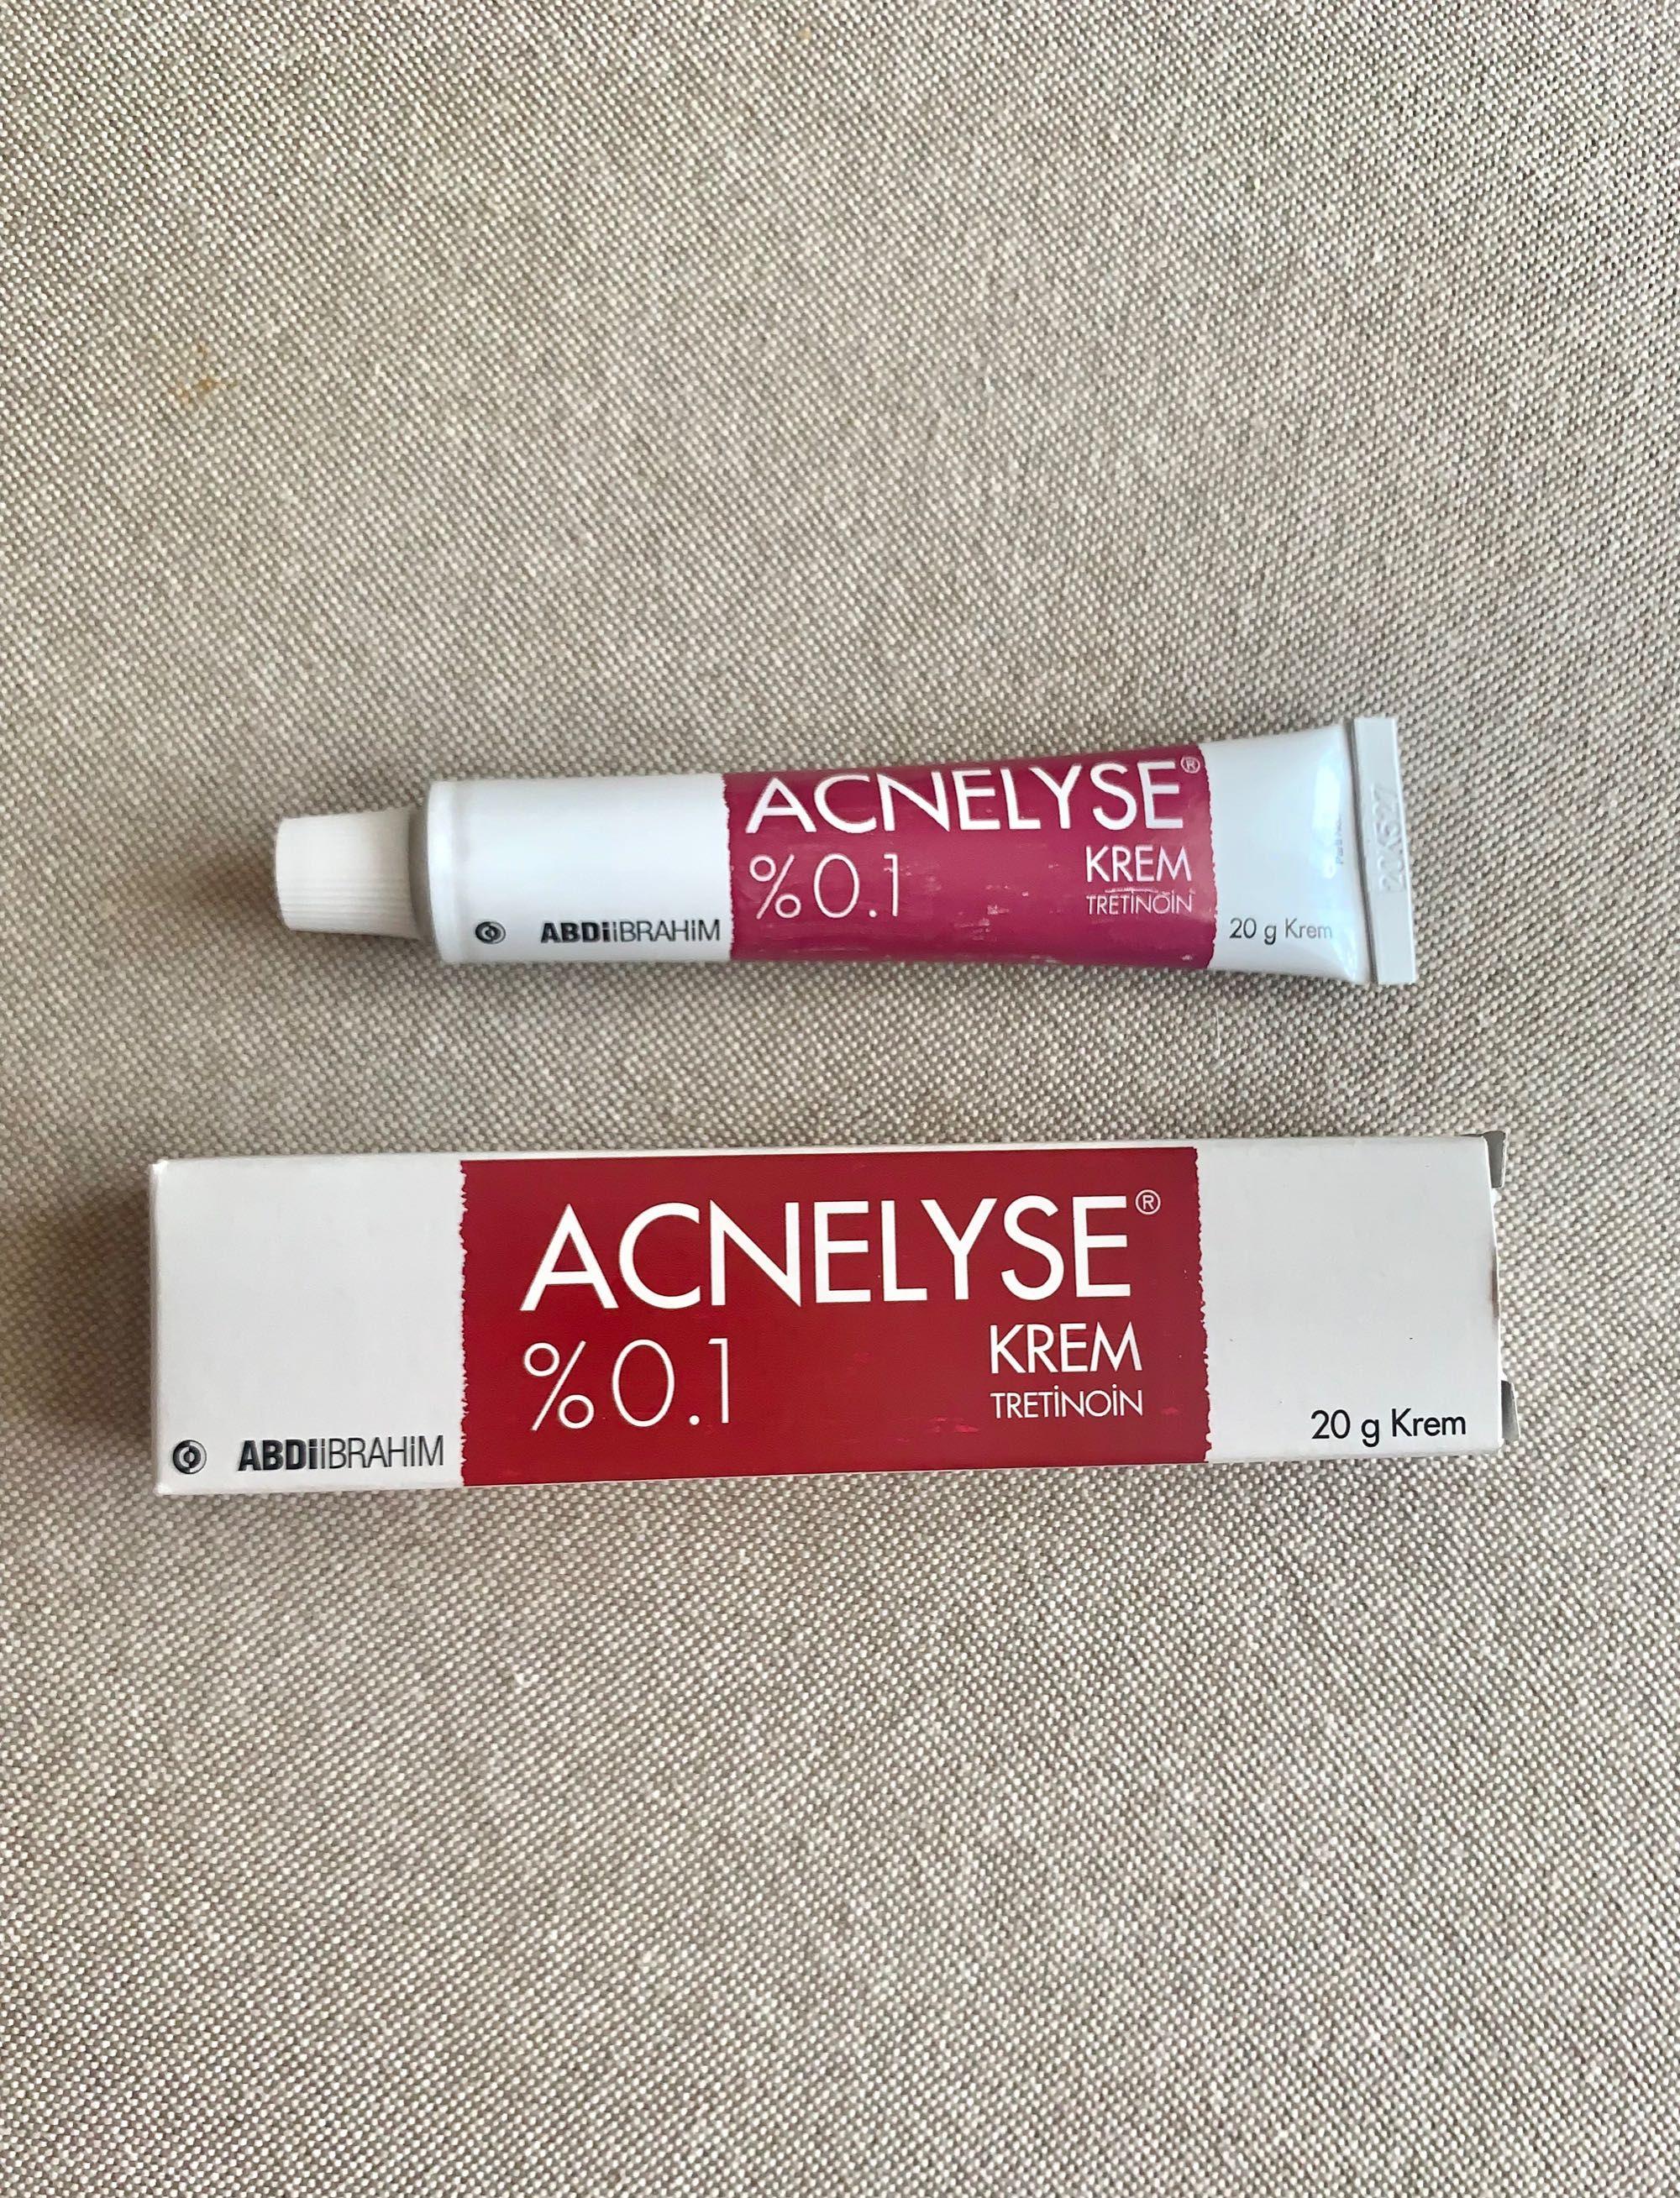 ACNELYSE®
%0.1 KREM
TRETİNOİN
ABDİİBRAHİM
20 g Krem
ACNELYSE®
%0.1 KREM
TRETİNOİN
ABDİİBRAHİM
20 g Krem